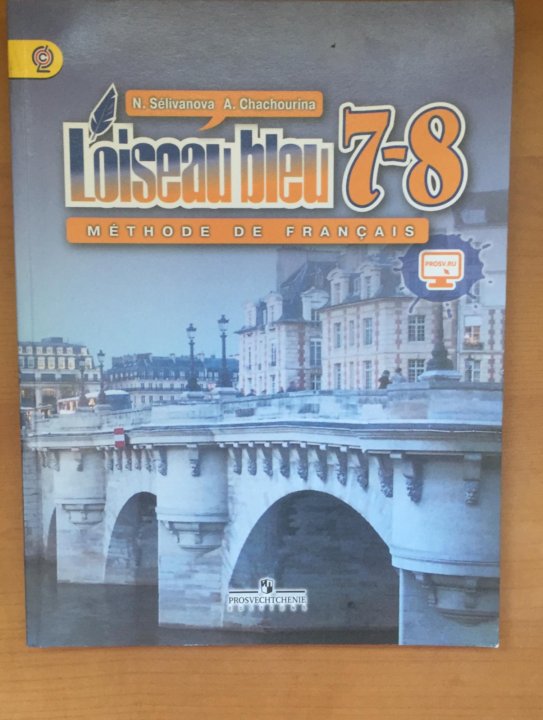 N. Sélivanova A. Chachourina
L'oiseau bleu 7-8
MÉTHODE DE FRANÇAIS
PROSV.RU
PROSVECHTCHENIE